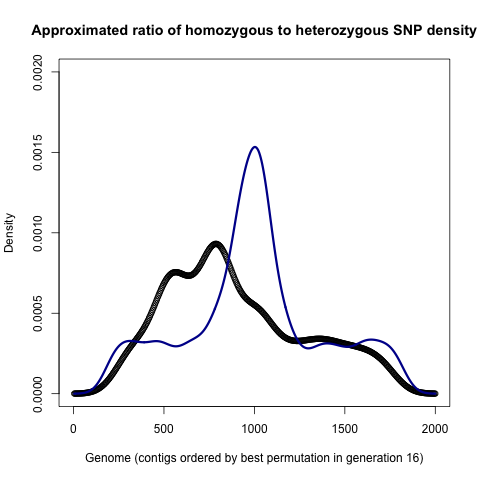 Approximated ratio of homozygous to heterozygous SNP density
0.0020
0.0015
0.0010
0.0005
0.0000
Density
0 500 1000 1500 2000
Genome (contigs ordered by best permutation in generation 16)